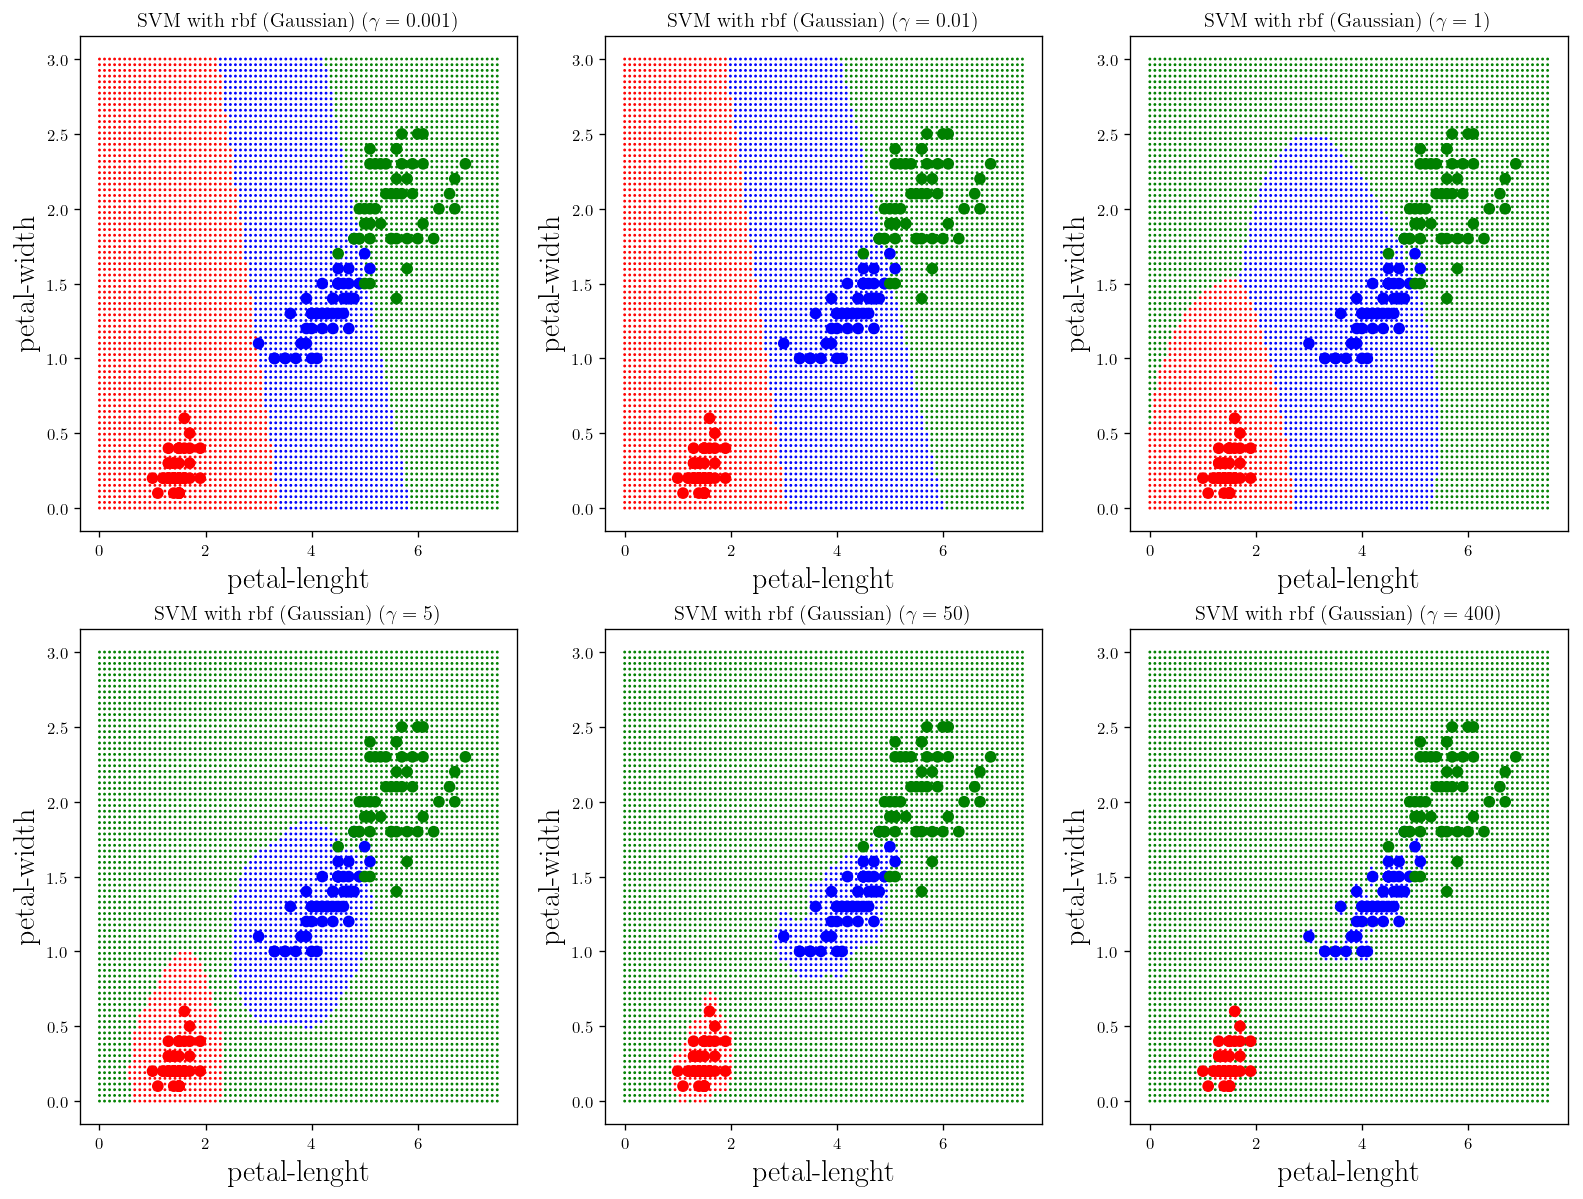 SVM with rbf (Gaussian) (γ = 0.001)
SVM with rbf (Gaussian) (γ = 0.01)
SVM with rbf (Gaussian) (γ = 1)
petal-width
3.0
2.5
2.0
1.5
1.0
0.5
0.0
0 2 4 6
petal-lenght
petal-width
3.0
2.5
2.0
1.5
1.0
0.5
0.0
0 2 4 6
petal-lenght
petal-width
3.0
2.5
2.0
1.5
1.0
0.5
0.0
0 2 4 6
petal-lenght
SVM with rbf (Gaussian) (γ = 5)
SVM with rbf (Gaussian) (γ = 50)
SVM with rbf (Gaussian) (γ = 400)
petal-width
3.0
2.5
2.0
1.5
1.0
0.5
0.0
0 2 4 6
petal-lenght
petal-width
3.0
2.5
2.0
1.5
1.0
0.5
0.0
0 2 4 6
petal-lenght
petal-width
3.0
2.5
2.0
1.5
1.0
0.5
0.0
0 2 4 6
petal-lenght